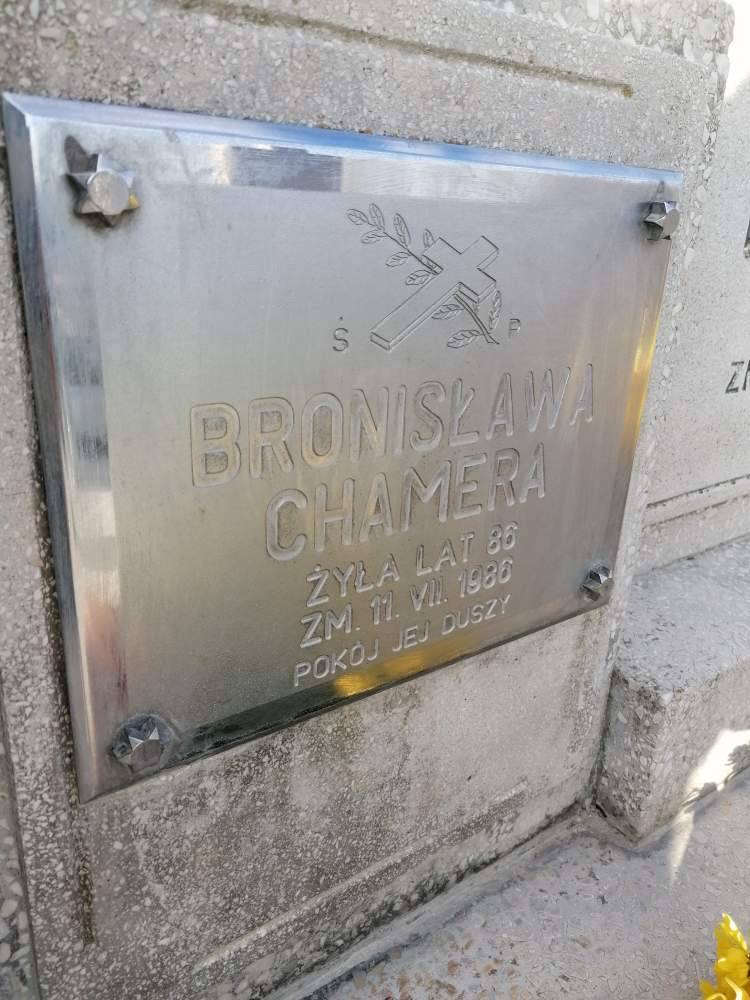 Ś P
BRONISŁAWA
CHAMERA
ŻYŁA LAT 86
ZM. 11. VII. 1986
POKÓJ JEJ DUSZY